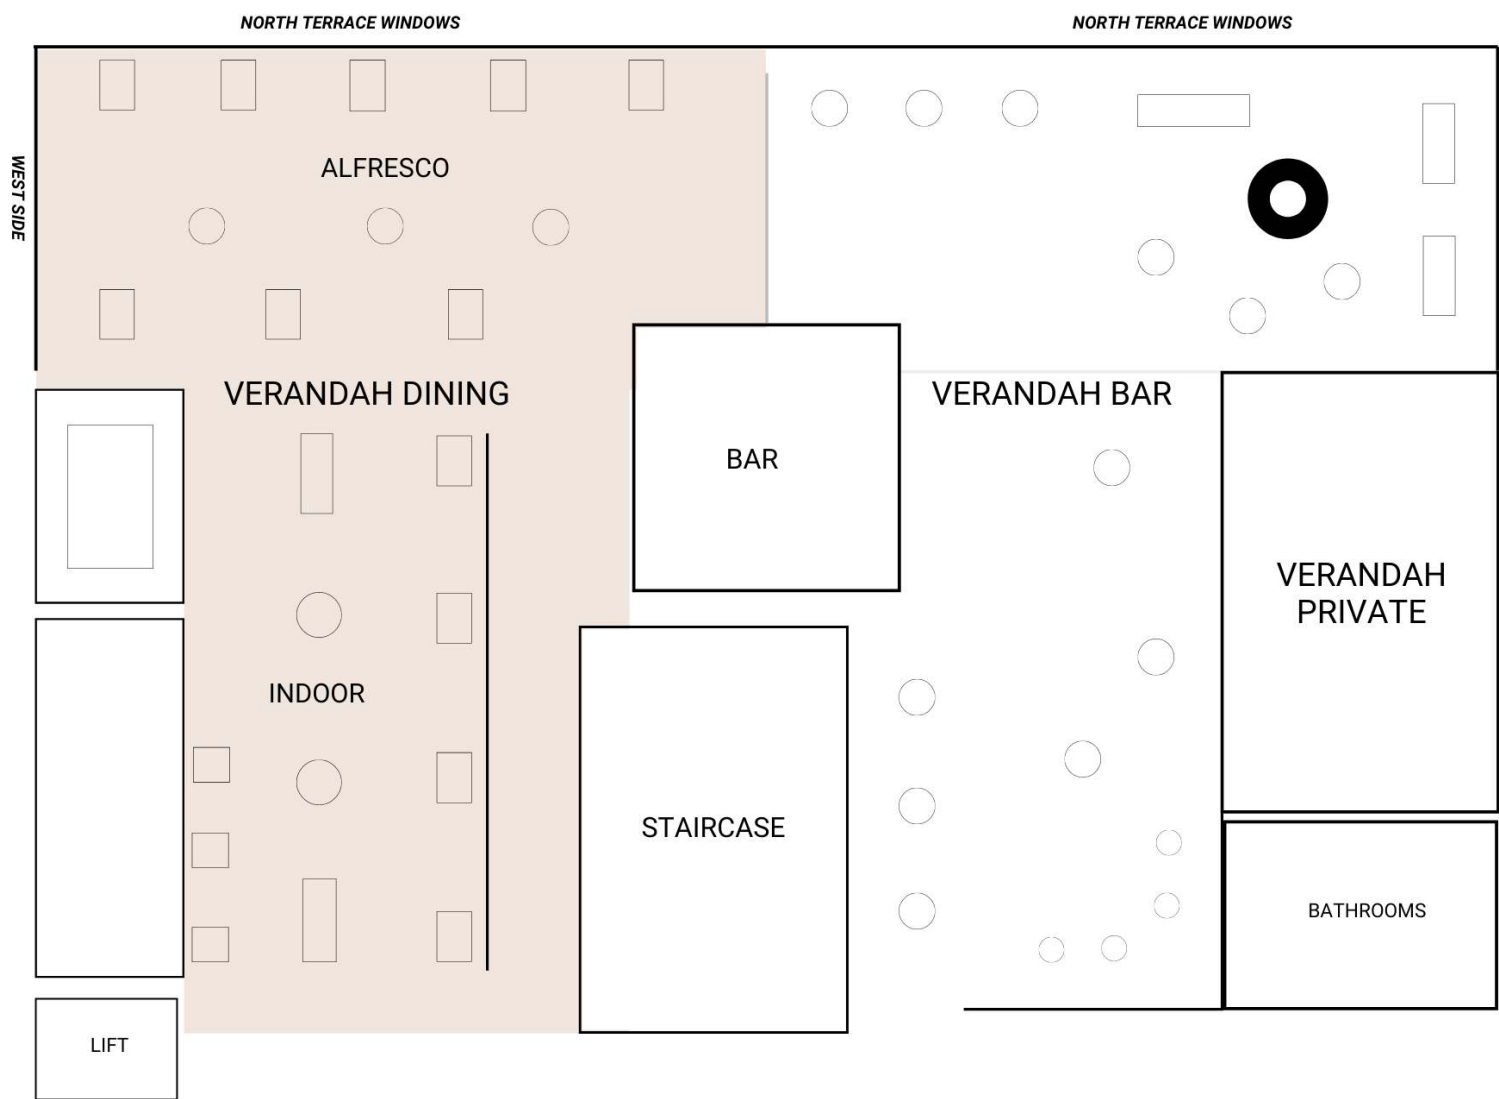 NORTH TERRACE WINDOWS
NORTH TERRACE WINDOWS
WEST SIDE
ALFRESCO
VERANDAH DINING
VERANDAH BAR
BAR
VERANDAH
PRIVATE
INDOOR
STAIRCASE
BATHROOMS
LIFT